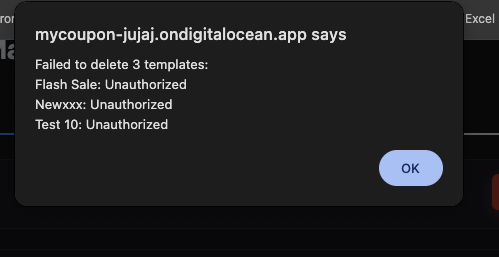 mycoupon-jujaj.ondigitalocean.app says
Excel
Failed to delete 3 templates:
Flash Sale: Unauthorized
Newxxx: Unauthorized
Test 10: Unauthorized
OK